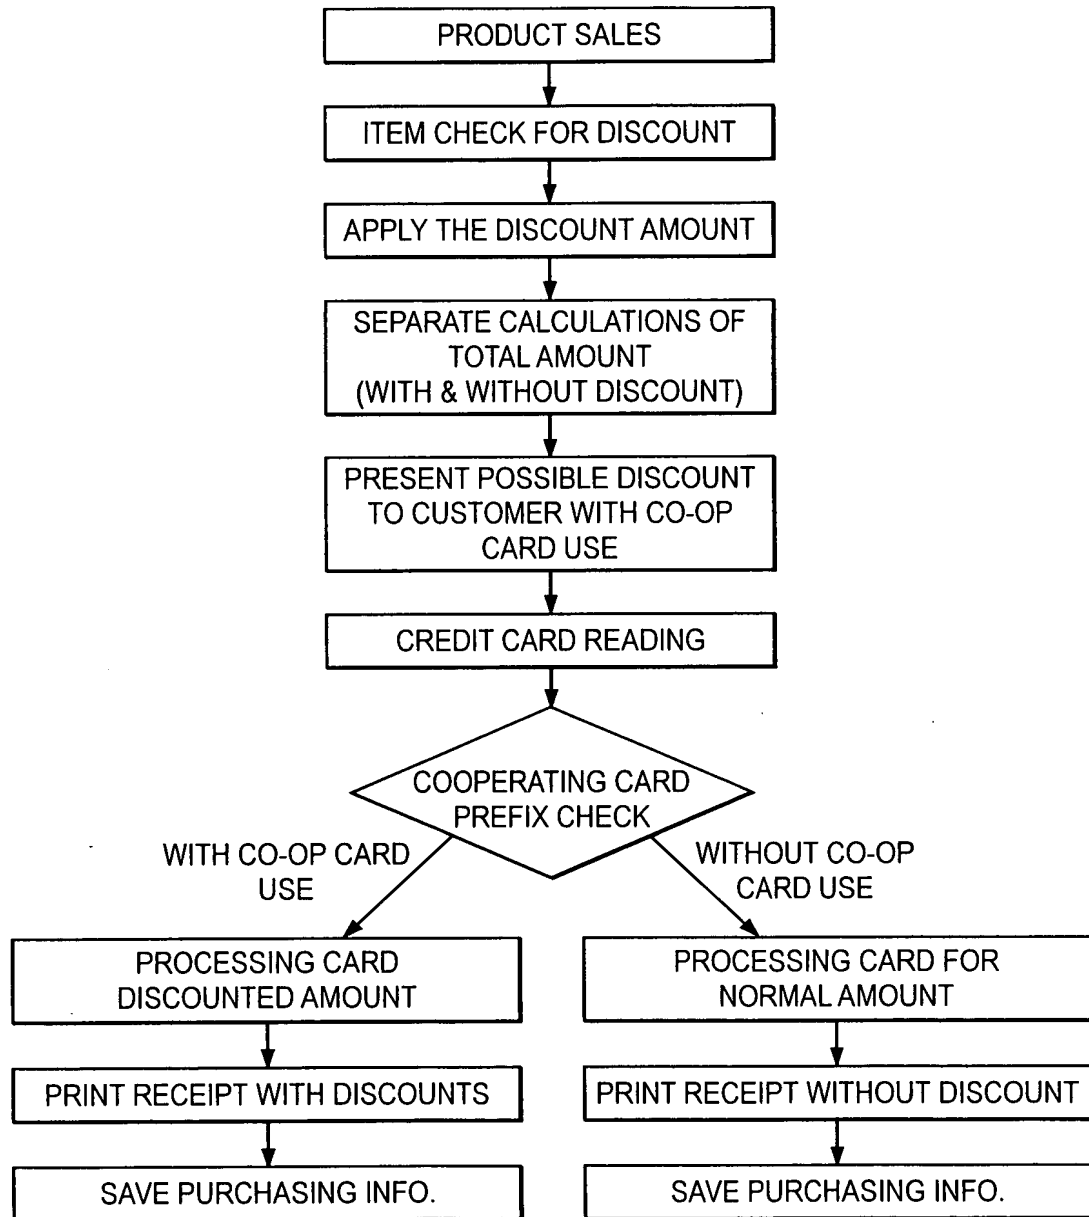 PRODUCT SALES
ITEM CHECK FOR DISCOUNT
APPLY THE DISCOUNT AMOUNT
SEPARATE CALCULATIONS OF
TOTAL AMOUNT
(WITH & WITHOUT DISCOUNT)
PRESENT POSSIBLE DISCOUNT
TO CUSTOMER WITH CO-OP
CARD USE
CREDIT CARD READING
COOPERATING CARD
PREFIX CHECK
WITH CO-OP CARD
USE
WITHOUT CO-OP
CARD USE
PROCESSING CARD
DISCOUNTED AMOUNT
PROCESSING CARD FOR
NORMAL AMOUNT
PRINT RECEIPT WITH DISCOUNTS
PRINT RECEIPT WITHOUT DISCOUNT
SAVE PURCHASING INFO.
SAVE PURCHASING INFO.